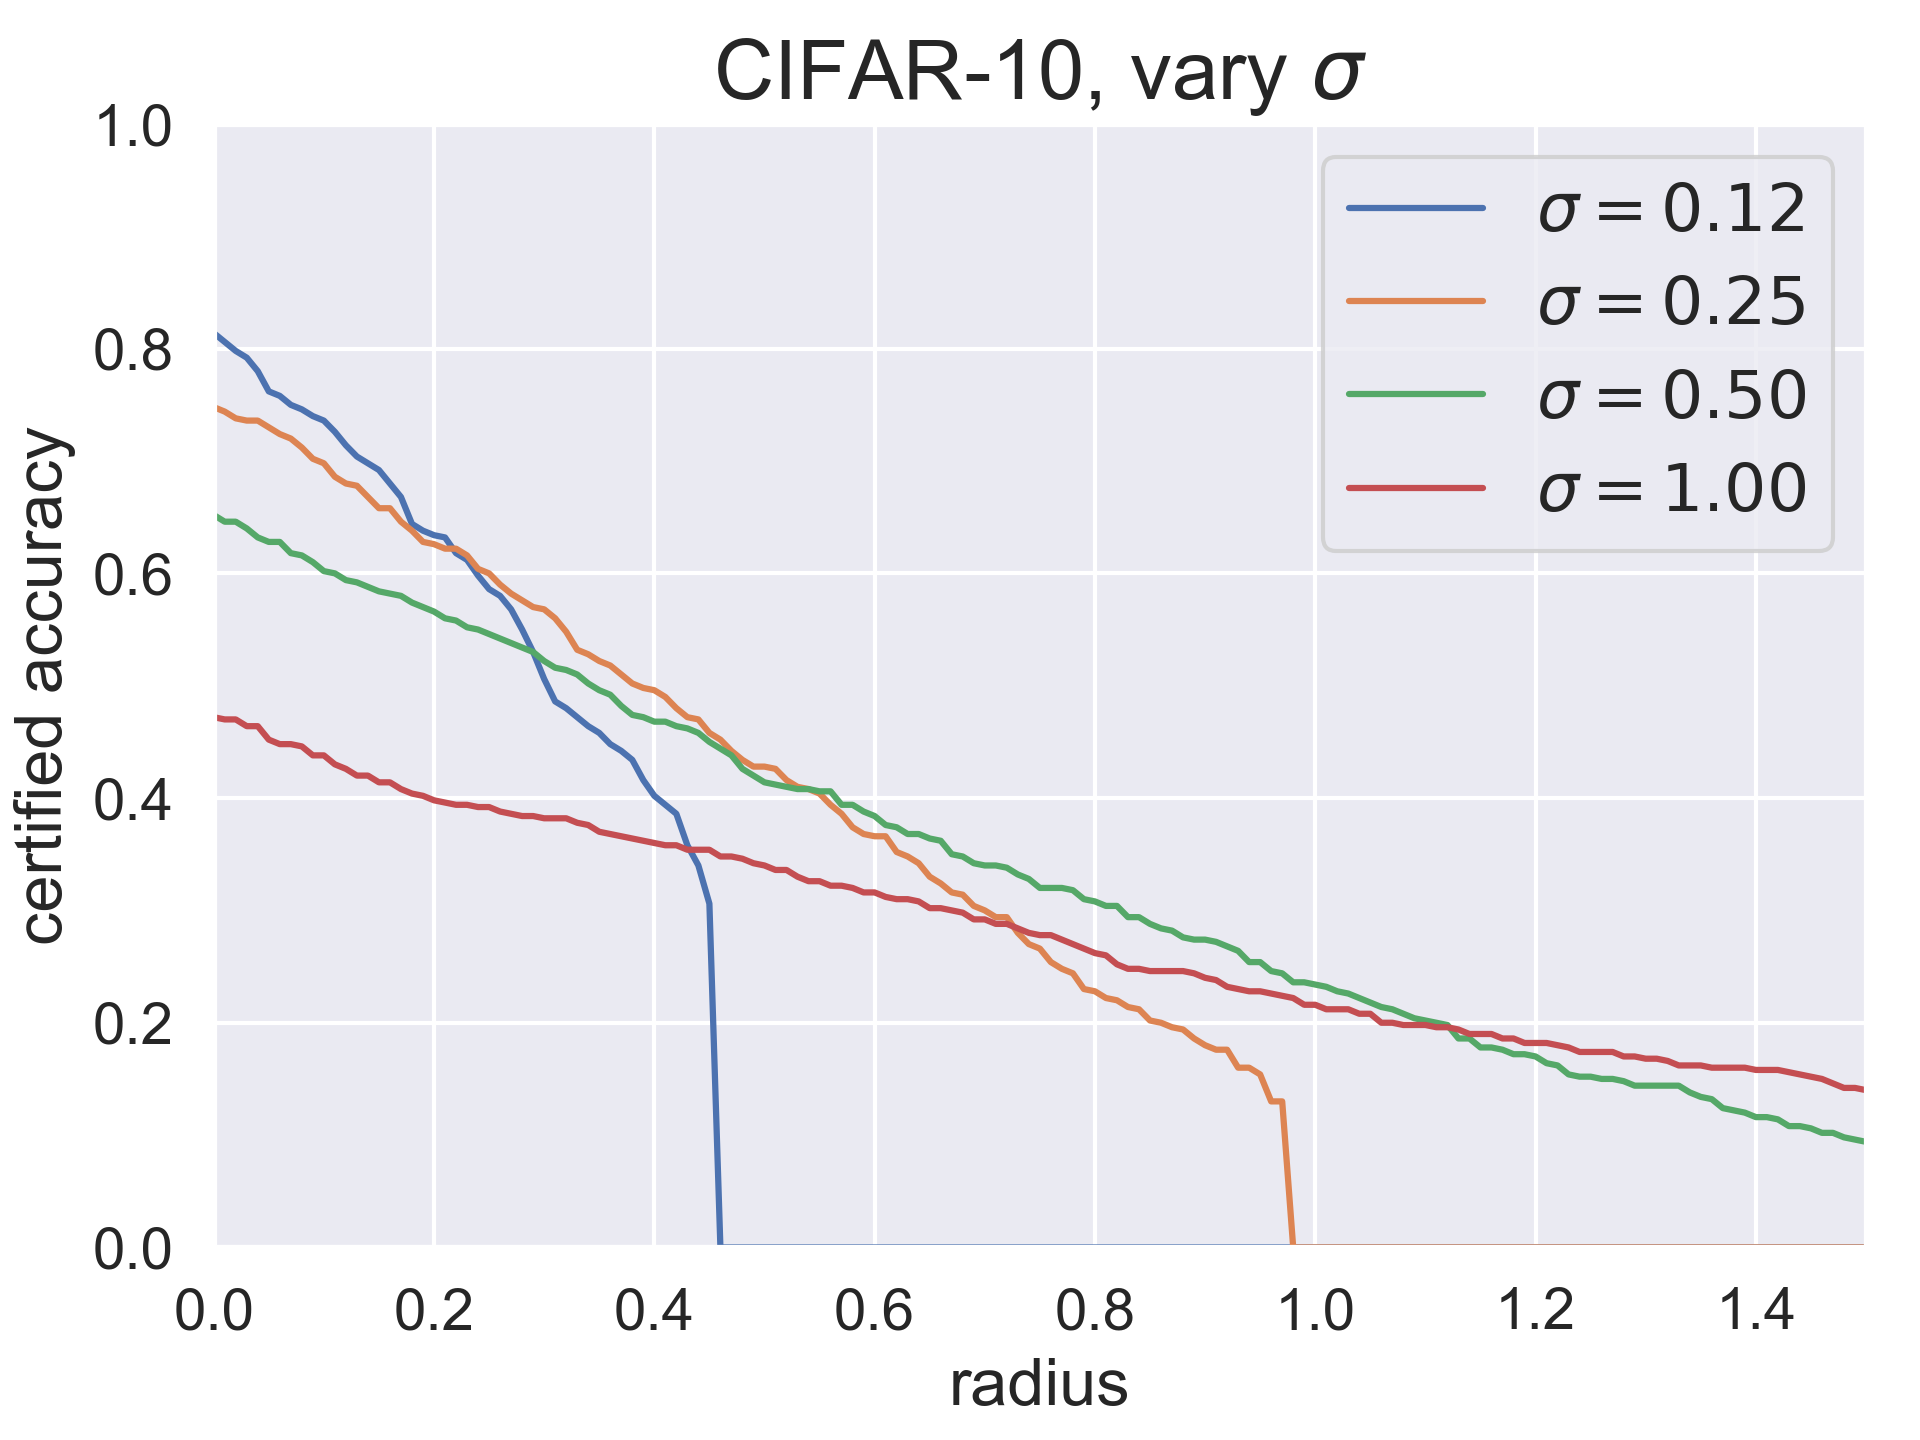 CIFAR-10, vary σ
1.0
0.8
0.6
0.4
0.2
0.0
certified accuracy
σ = 0.12
σ = 0.25
σ = 0.50
σ = 1.00
0.0 0.2 0.4 0.6 0.8 1.0 1.2 1.4
radius